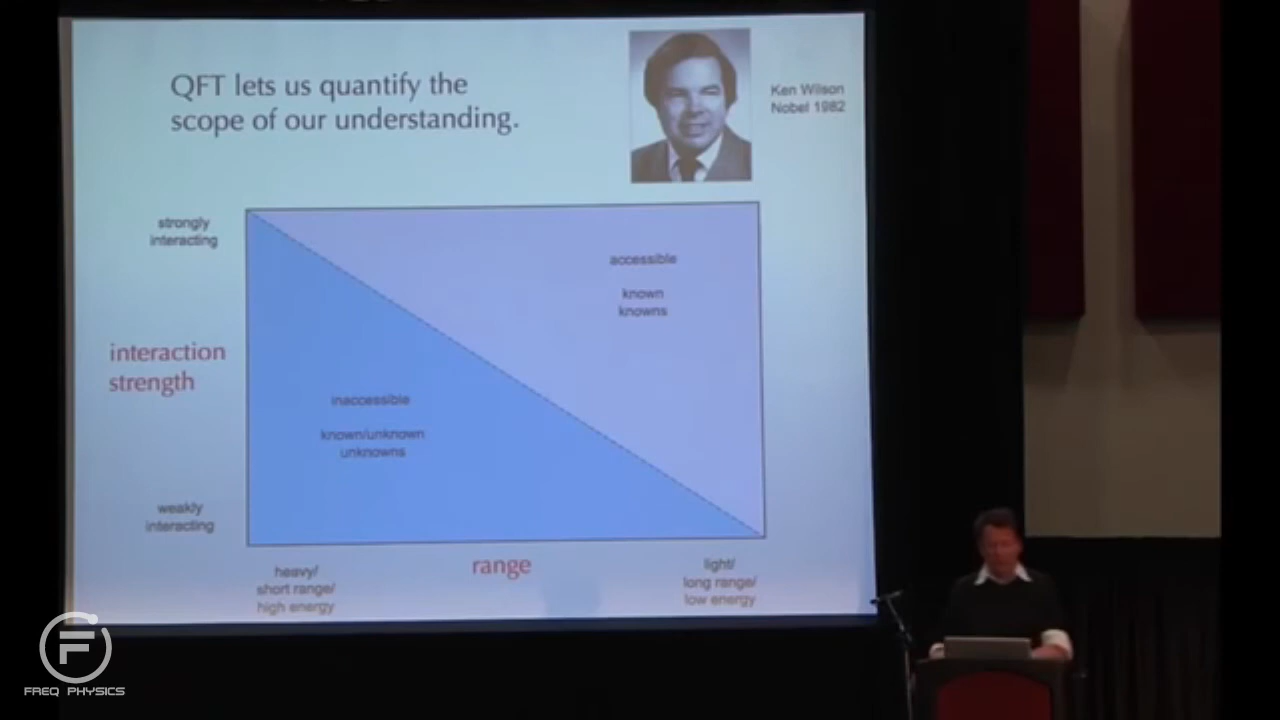 QFT lets us quantify the
scope of our understanding.
Ken Wilson
Nobel 1982
strongly
interacting
accessible
known
knowns
interaction
strength
inaccessible
known/unknown
unknowns
weakly
interacting
range
heavy/
short range/
high energy
light/
long range/
low energy
F
FREQ PHYSICS